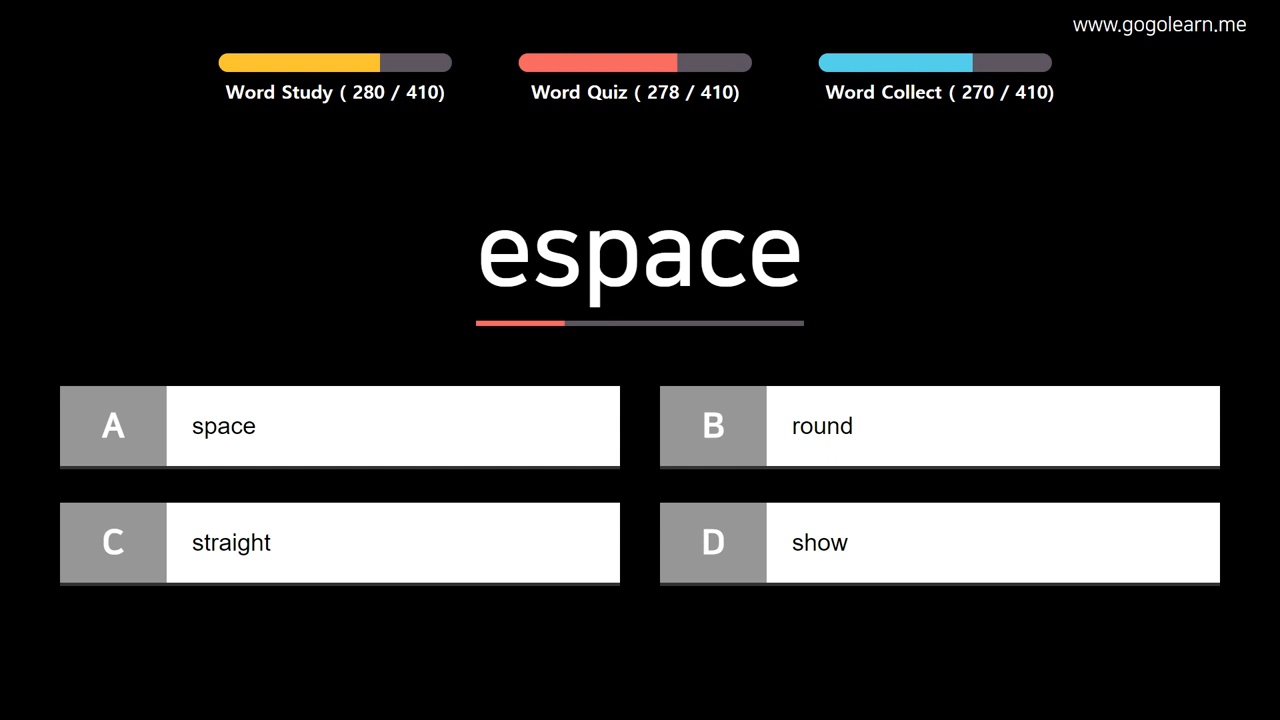 www.gogolearn.me
Word Study ( 280 / 410)
Word Quiz ( 278 / 410)
Word Collect ( 270 / 410)
espace
A space
B round
C straight
D show